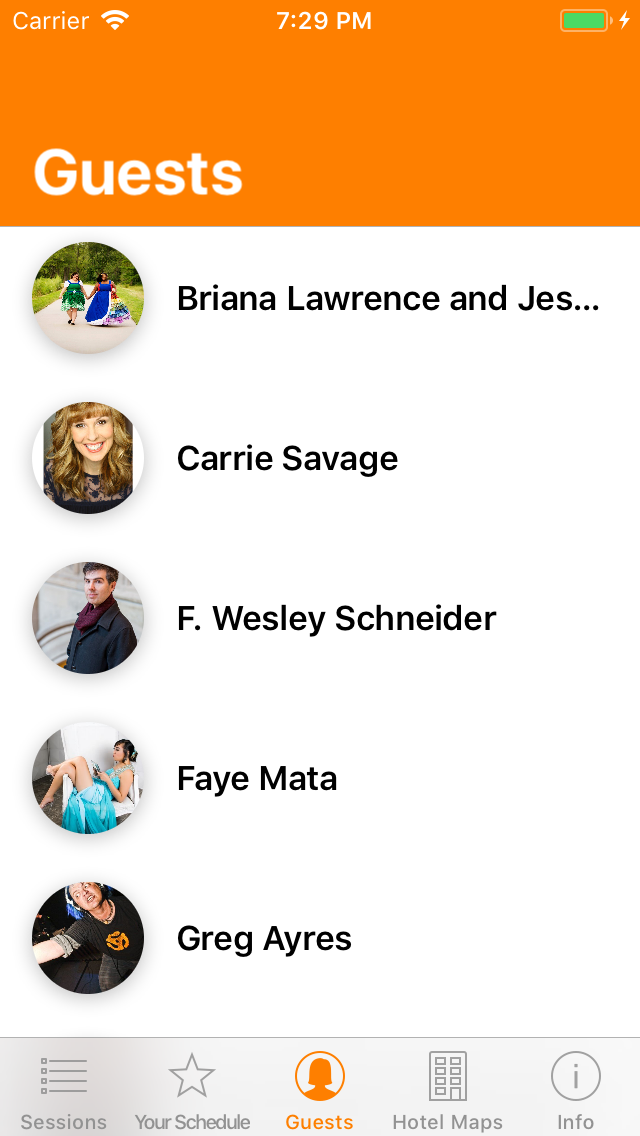 Carrier 7:29 PM
Guests
Briana Lawrence and Jes...
Carrie Savage
F. Wesley Schneider
Faye Mata
Greg Ayres
Sessions Your Schedule Guests Hotel Maps Info